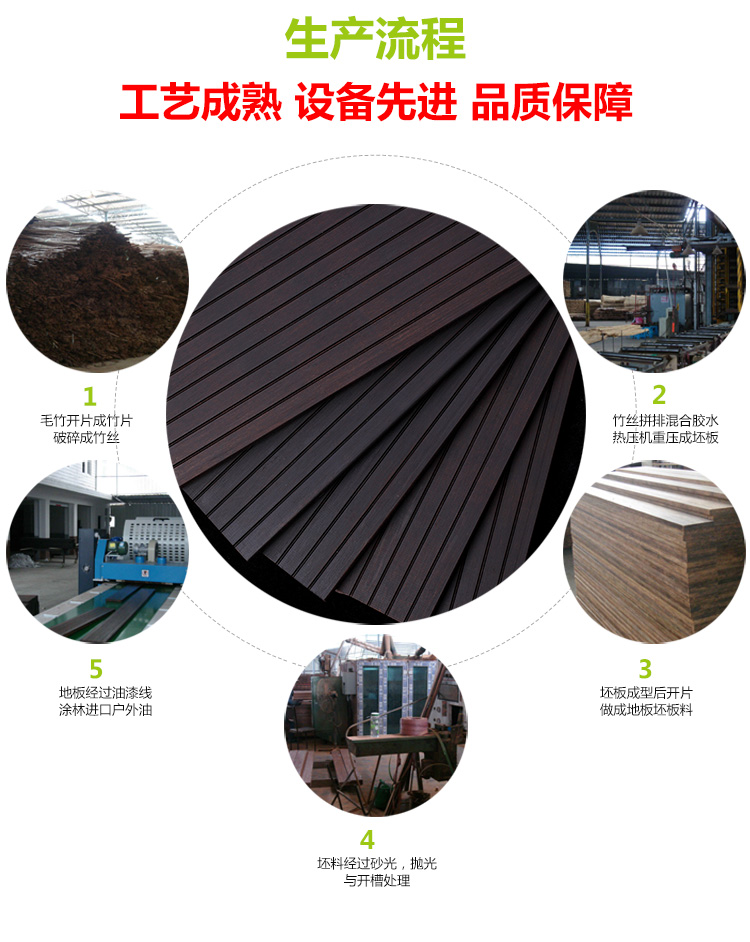 生产流程
工艺成熟 设备先进 品质保障
1
毛竹开片成竹片
破碎成竹丝
2
竹丝拼排混合胶水
热压机重压成坯板
3
坯板成型后开片
做成地板坯板料
4
坯料经过砂光，抛光
与开槽处理
5
地板经过油漆线
涂林进口户外油